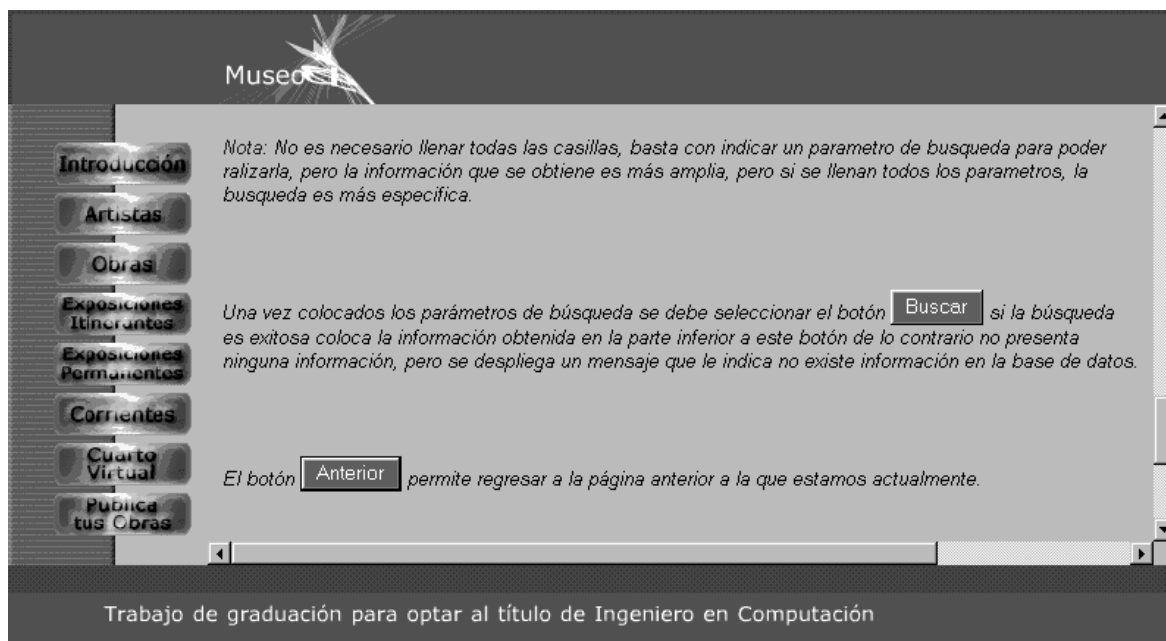 Museo
Introducción
Artistas
Obras
Exposiciones
Itinerantes
Exposiciones
Permanentes
Corrientes
Cuarto
Virtual
Publica
tus Obras
Nota: No es necesario llenar todas las casillas, basta con indicar un parametro de busqueda para poder
ralizarla, pero la información que se obtiene es más amplia, pero si se llenan todos los parametros, la
busqueda es más especifica.
Una vez colocados los parámetros de búsqueda se debe seleccionar el botón Buscar si la búsqueda
es exitosa coloca la información obtenida en la parte inferior a este botón de lo contrario no presenta
ninguna información, pero se despliega un mensaje que le indica no existe información en la base de datos.
El botón Anterior permite regresar a la página anterior a la que estamos actualmente.
Trabajo de graduación para optar al título de Ingeniero en Computación